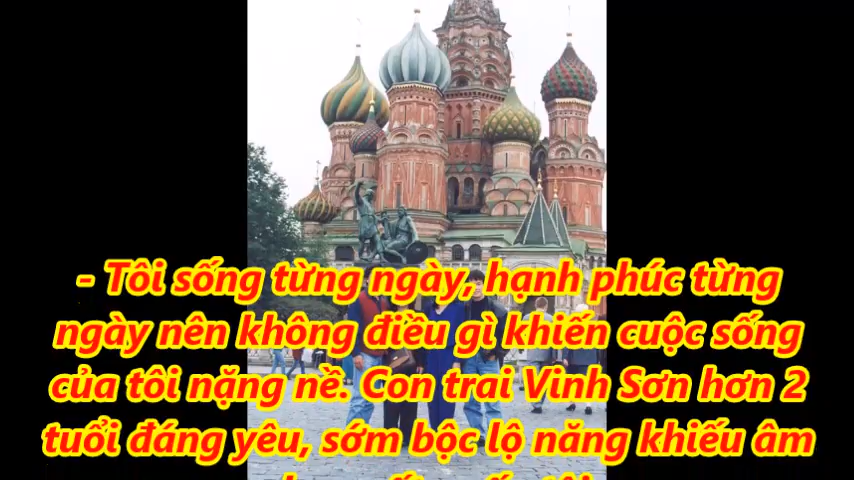 - Tôi sống từng ngày, hạnh phúc từng
ngày nên không điều gì khiến cuộc sống
của tôi nặng nề. Con trai Vinh Sơn hơn 2
tuổi đáng yêu, sớm bộc lộ năng khiếu âm